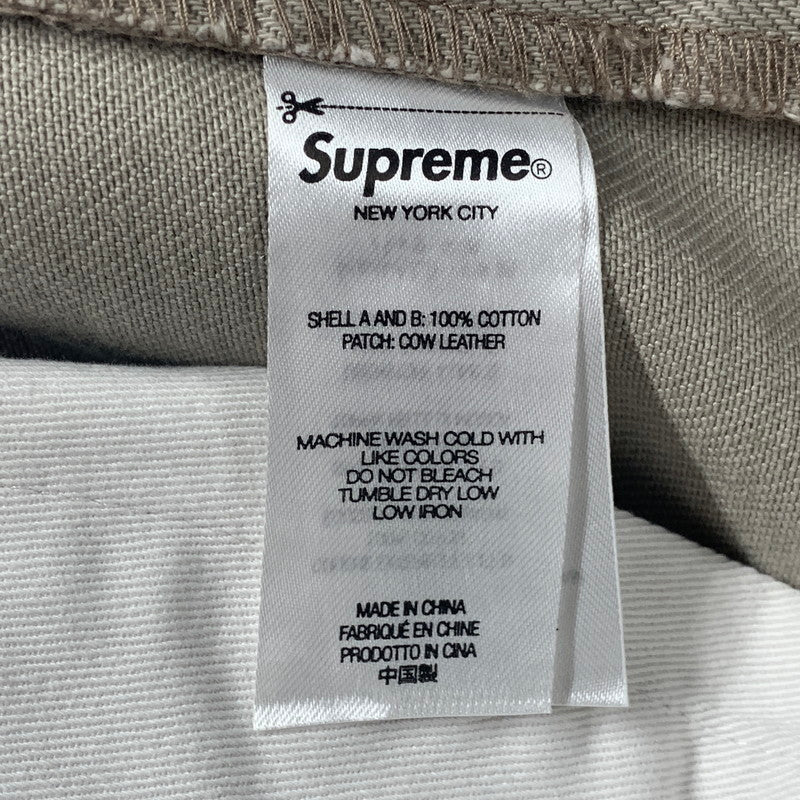 Supreme®
NEW YORK CITY
SHELL A AND B: 100% COTTON
PATCH: COW LEATHER
MACHINE WASH COLD WITH
LIKE COLORS
DO NOT BLEACH
TUMBLE DRY LOW
LOW IRON
MADE IN CHINA
FABRIQUÉ EN CHINE
PRODOTTO IN CINA
中国製